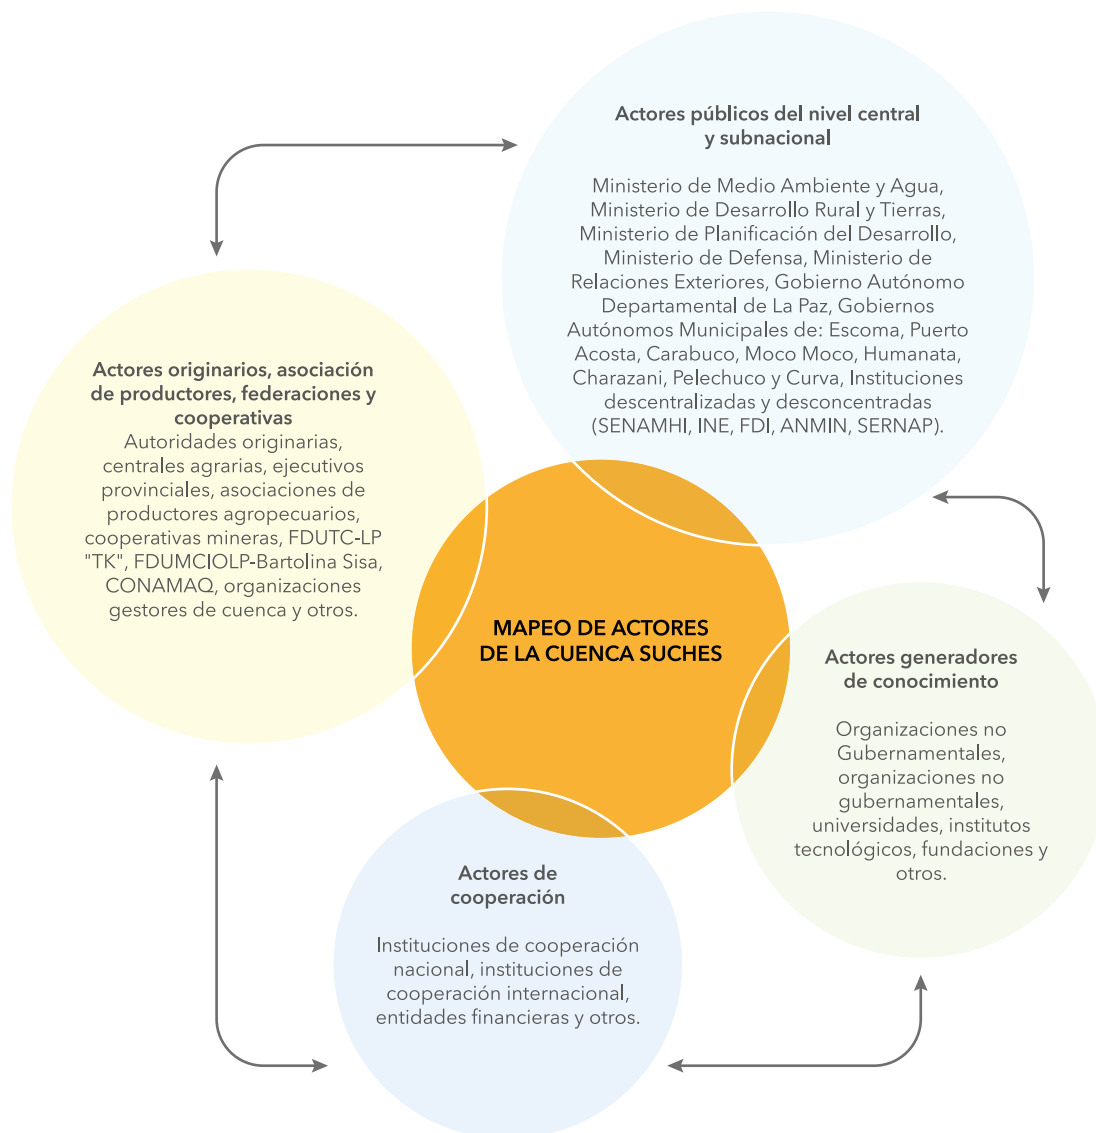 Actores públicos del nivel central
y subnacional
Ministerio de Medio Ambiente y Agua,
Ministerio de Desarrollo Rural y Tierras,
Ministerio de Planificación del Desarrollo,
Ministerio de Defensa, Ministerio de
Relaciones Exteriores, Gobierno Autónomo
Departamental de La Paz, Gobiernos
Autónomos Municipales de: Escoma, Puerto
Acosta, Carabuco, Moco Moco, Humanata,
Charazani, Pelechuco y Curva, Instituciones
descentralizadas y desconcentradas
(SENAMHI, INE, FDI, ANMIN, SERNAP).
Actores originarios, asociación
de productores, federaciones y
cooperativas
Autoridades originarias,
centrales agrarias, ejecutivos
provinciales, asociaciones de
productores agropecuarios,
cooperativas mineras, FDUTC-LP
"TK", FDUMCIOLP-Bartolina Sisa,
CONAMAQ, organizaciones
gestores de cuenca y otros.
MAPEO DE ACTORES
DE LA CUENCA SUCHES
Actores generadores
de conocimiento
Organizaciones no
Gubernamentales,
organizaciones no
gubernamentales,
universidades, institutos
tecnológicos, fundaciones y
otros.
Actores de
cooperación
Instituciones de cooperación
nacional, instituciones de
cooperación internacional,
entidades financieras y otros.